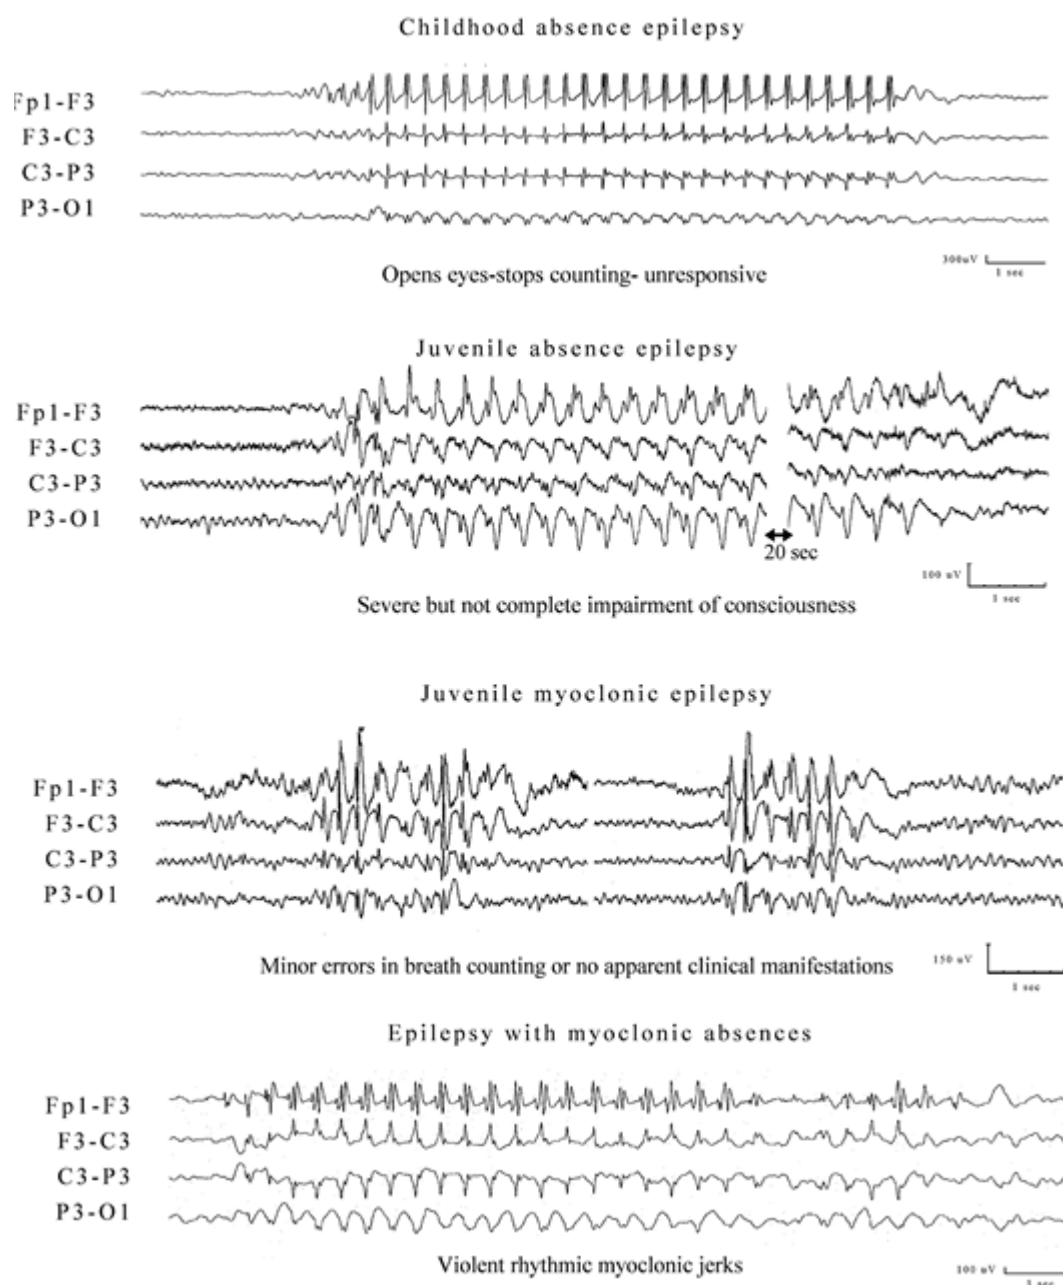 Childhood absence epilepsy
Fp1-F3
F3-C3
C3-P3
P3-O1
300uV
1 sec
Opens eyes-stops counting- unresponsive
Juvenile absence epilepsy
Fp1-F3
F3-C3
C3-P3
P3-O1
20 sec
100 uV
1 sec
Severe but not complete impairment of consciousness
Juvenile myoclonic epilepsy
Fp1-F3
F3-C3
C3-P3
P3-O1
Minor errors in breath counting or no apparent clinical manifestations
150 uV
1 sec
Epilepsy with myoclonic absences
Fp1-F3
F3-C3
C3-P3
P3-O1
Violent rhythmic myoclonic jerks
100 uV
sec